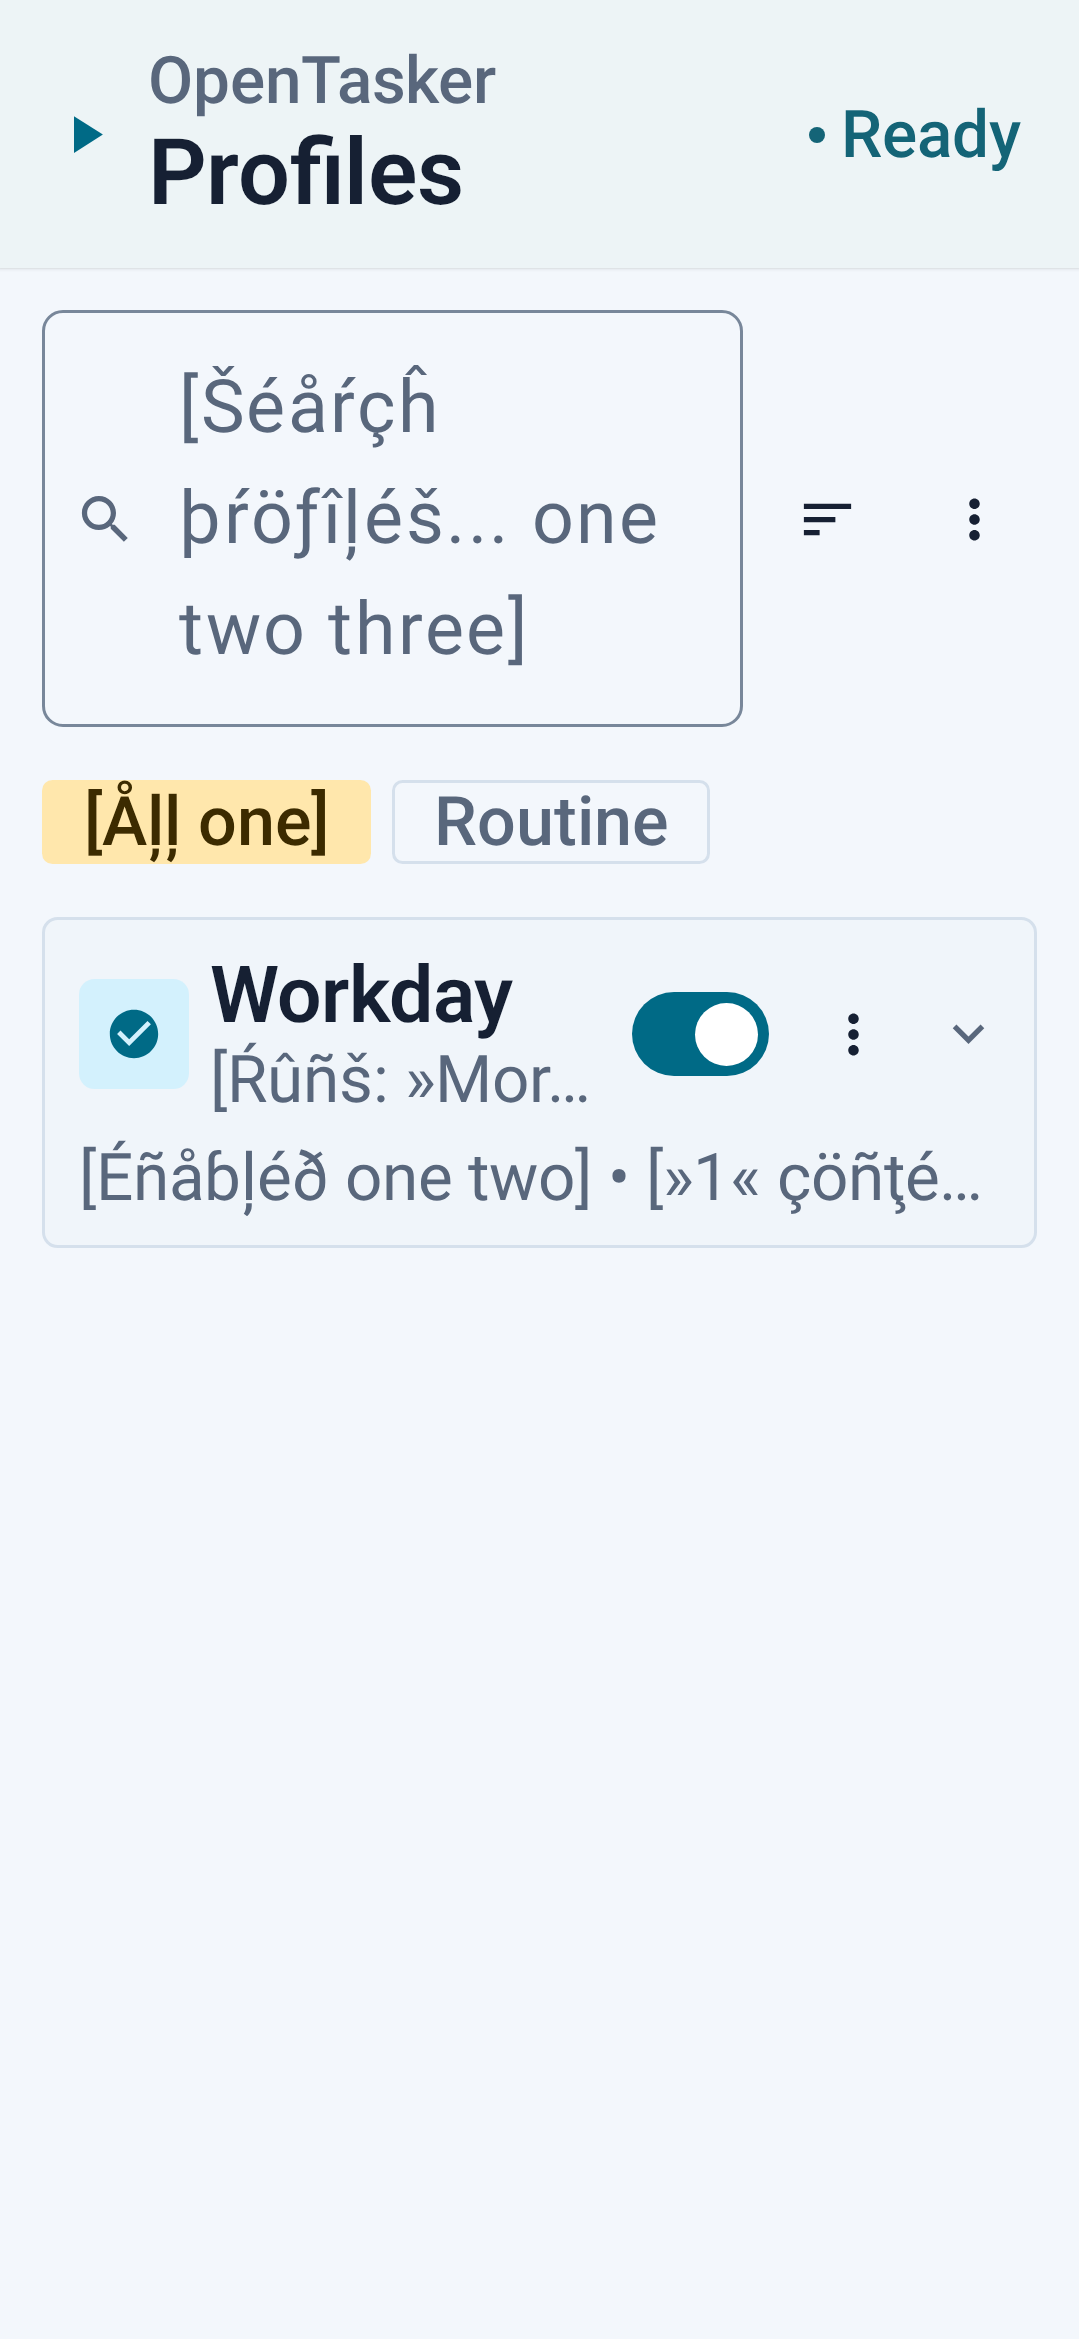 OpenTasker
Profiles
• Ready
[Šéåŕçĥ
þŕöƒîļéš... one
two three]
[Åļļ one]
Routine
Workday
[Ŕûñš: »Mor…
[Éñåƀļéð one two] • [»1« çöñţé…